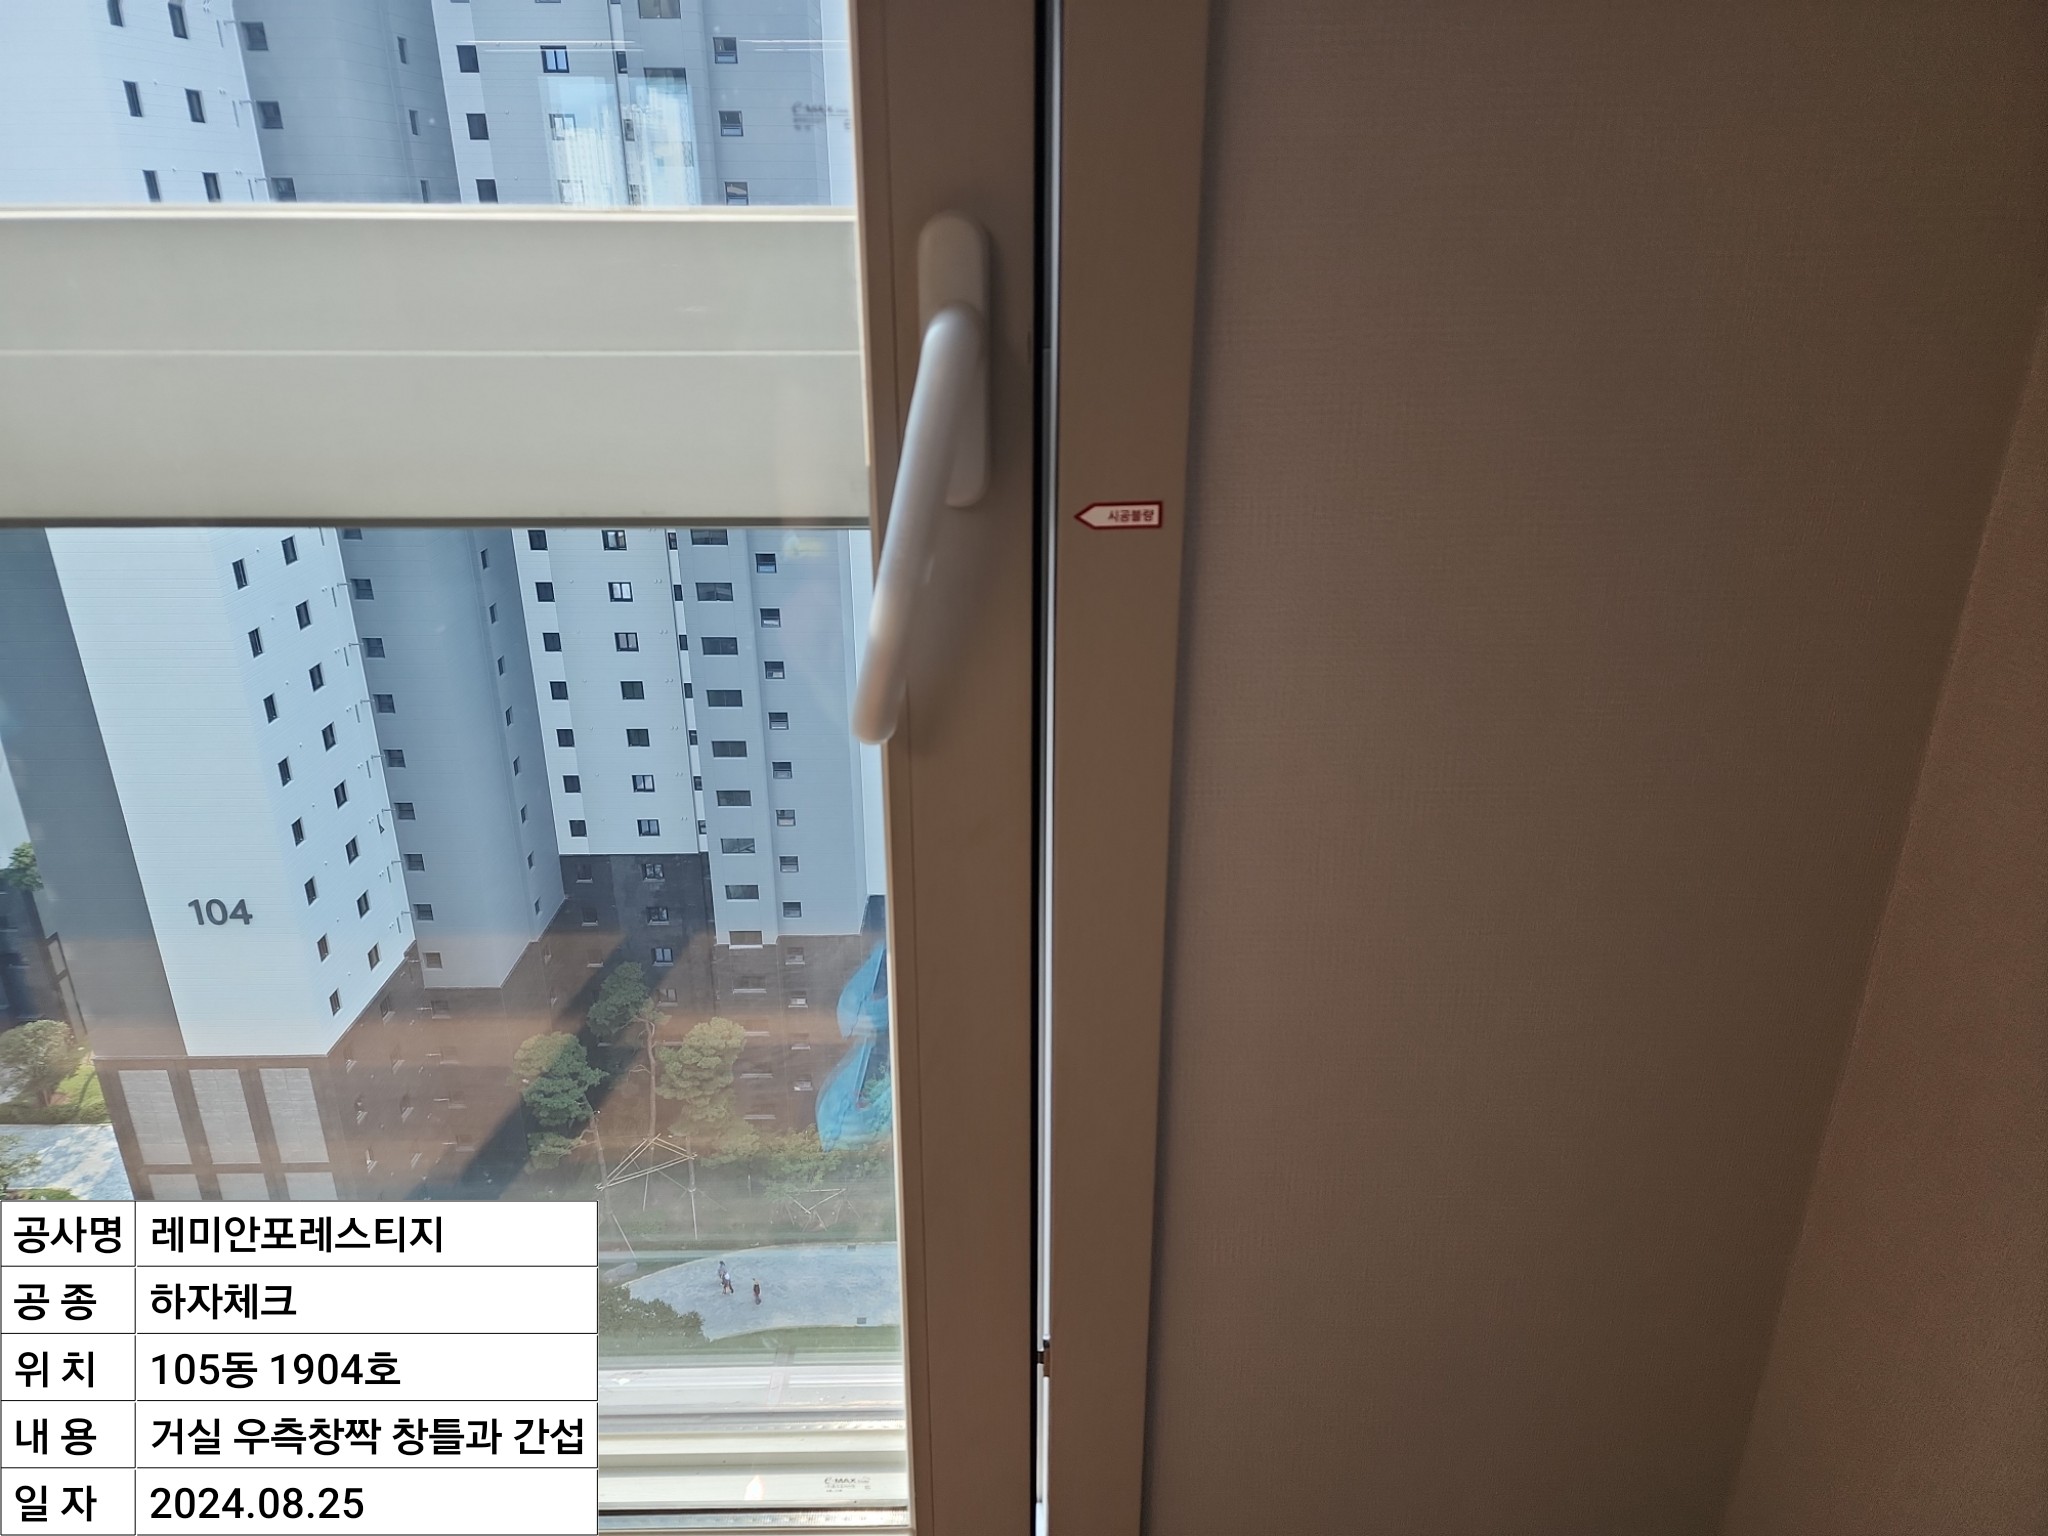 시공불량
104
공사명 레미안포레스티지
공 종 하자체크
위 치 105동 1904호
내 용 거실 우측창짝 창틀과 간섭
일 자 2024.08.25